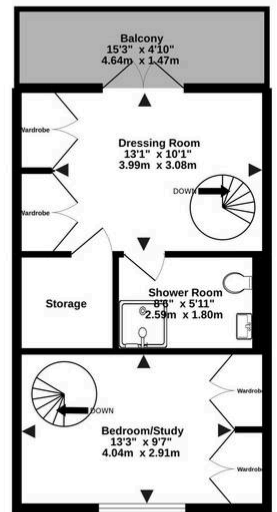 Balcony
15'3" x 4'10"
4.64m x 1.47m
Wardrobe
Dressing Room
13'1" x 10'1"
3.99m x 3.08m
DOWN
Wardrobe
Storage
Shower Room
8'6" x 5'11"
2.59m x 1.80m
Wardrobe
DOWN
Bedroom/Study
13'3" x 9'7"
4.04m x 2.91m
Wardrobe